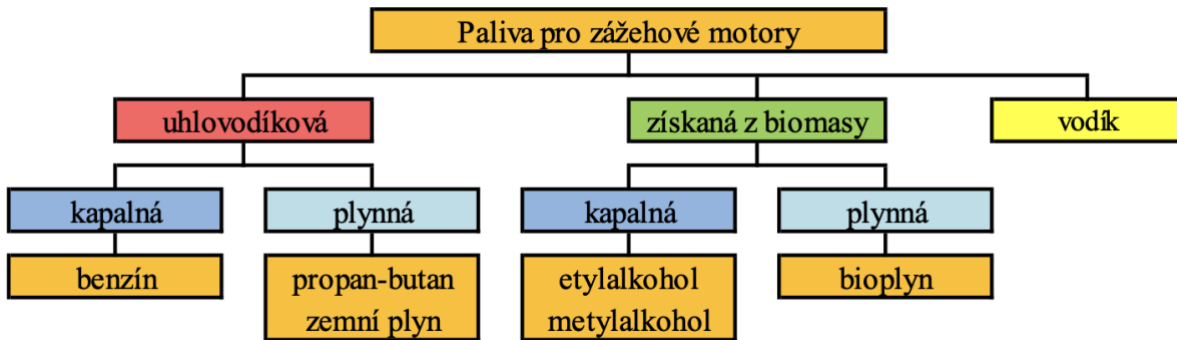 Paliva pro zážehové motory
uhlovodíková
získaná z biomasy
vodík
kapalná
plynná
kapalná
plynná
benzín
propan-butan
zemní plyn
etylalkohol
metylalkohol
bioplyn